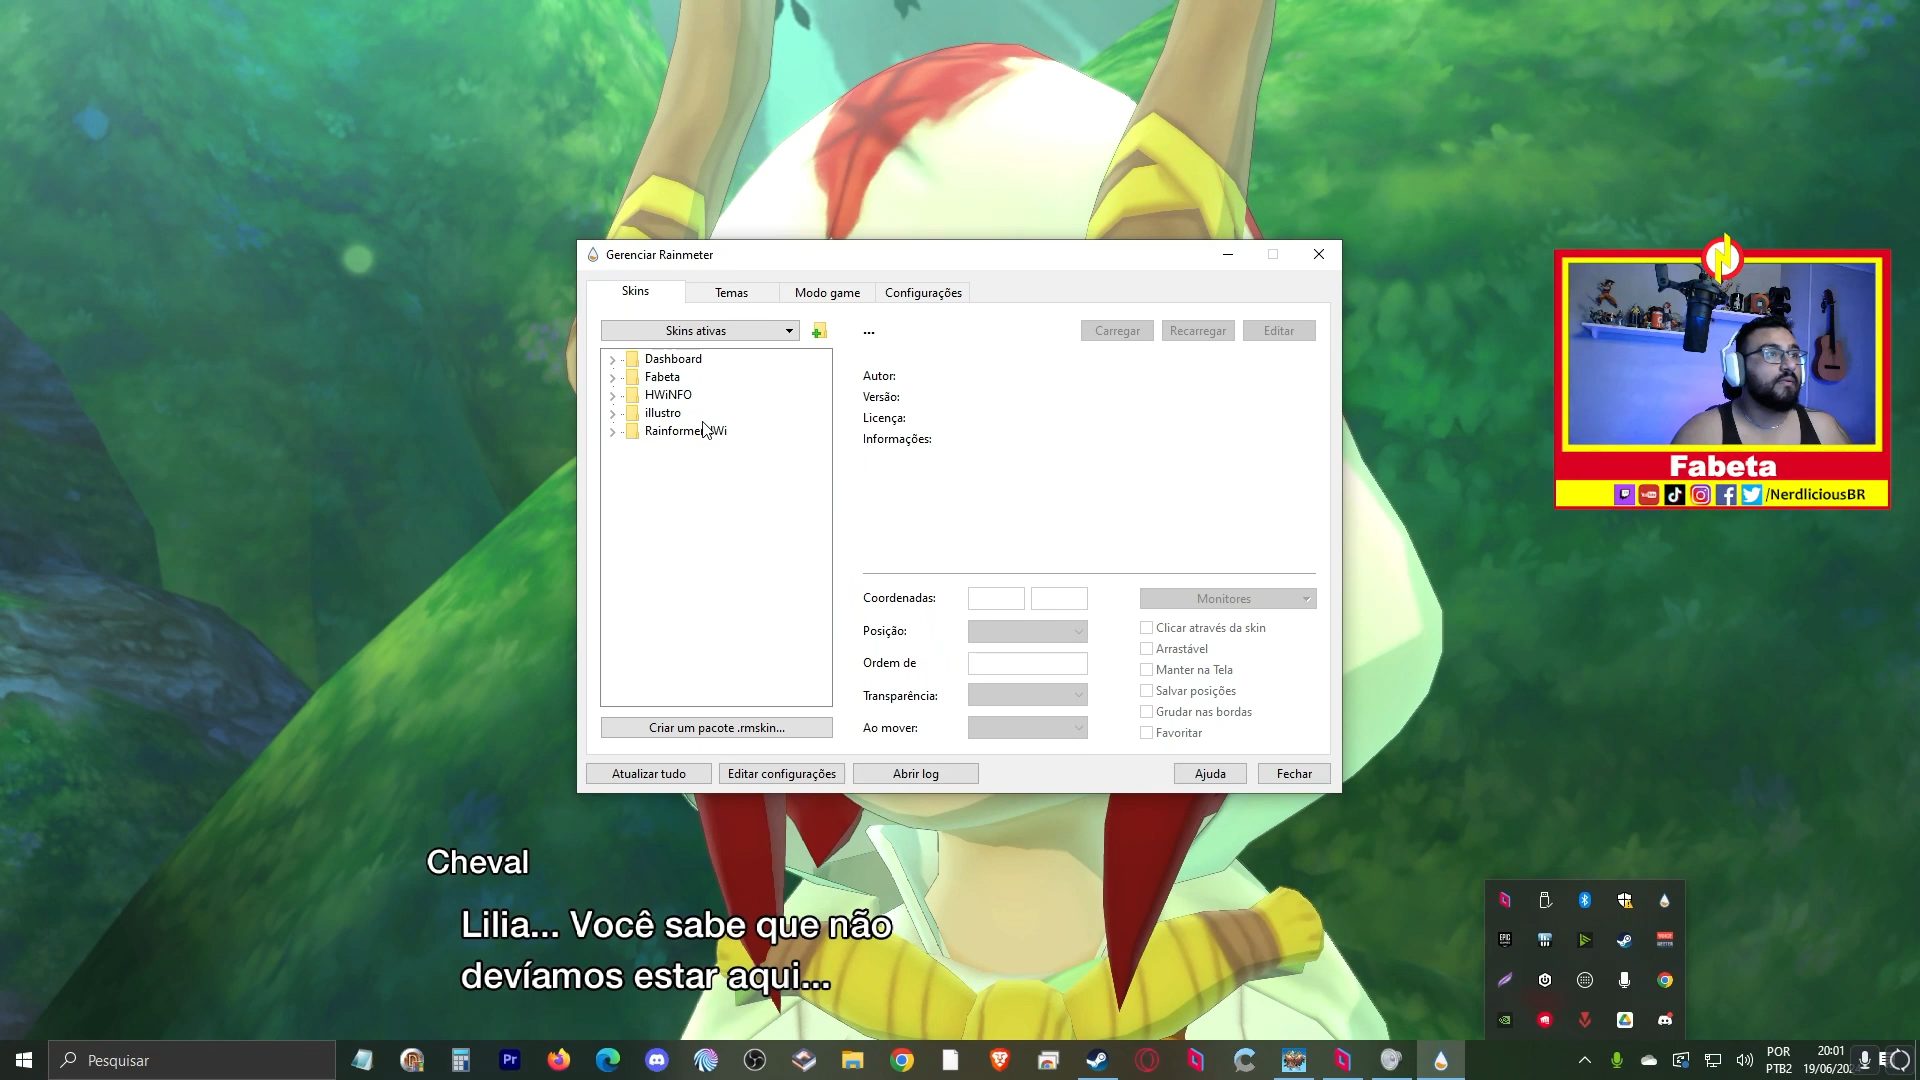 Gerenciar Rainmeter
Skins
Temas
Modo game
Configurações
Skins ativas
...
Carregar
Recarregar
Editar
Dashboard
Fabeta
HWiNFO
illustro
Autor:
Versão:
Licença:
Informações:
Coordenadas:
Monitores
Posição:
Clicar através da skin
Arrastável
Ordem de
Manter na Tela
Transparência:
Salvar posições
Grudar nas bordas
Ao mover:
Favoritar
Criar um pacote .rmskin...
Atualizar tudo
Editar configurações
Abrir log
Ajuda
Fechar
Fabeta
/NerdliciousBR
Cheval
Lilia... Você sabe que não
devíamos estar aqui...
Pesquisar
Pr
POR
PTB2
20:01